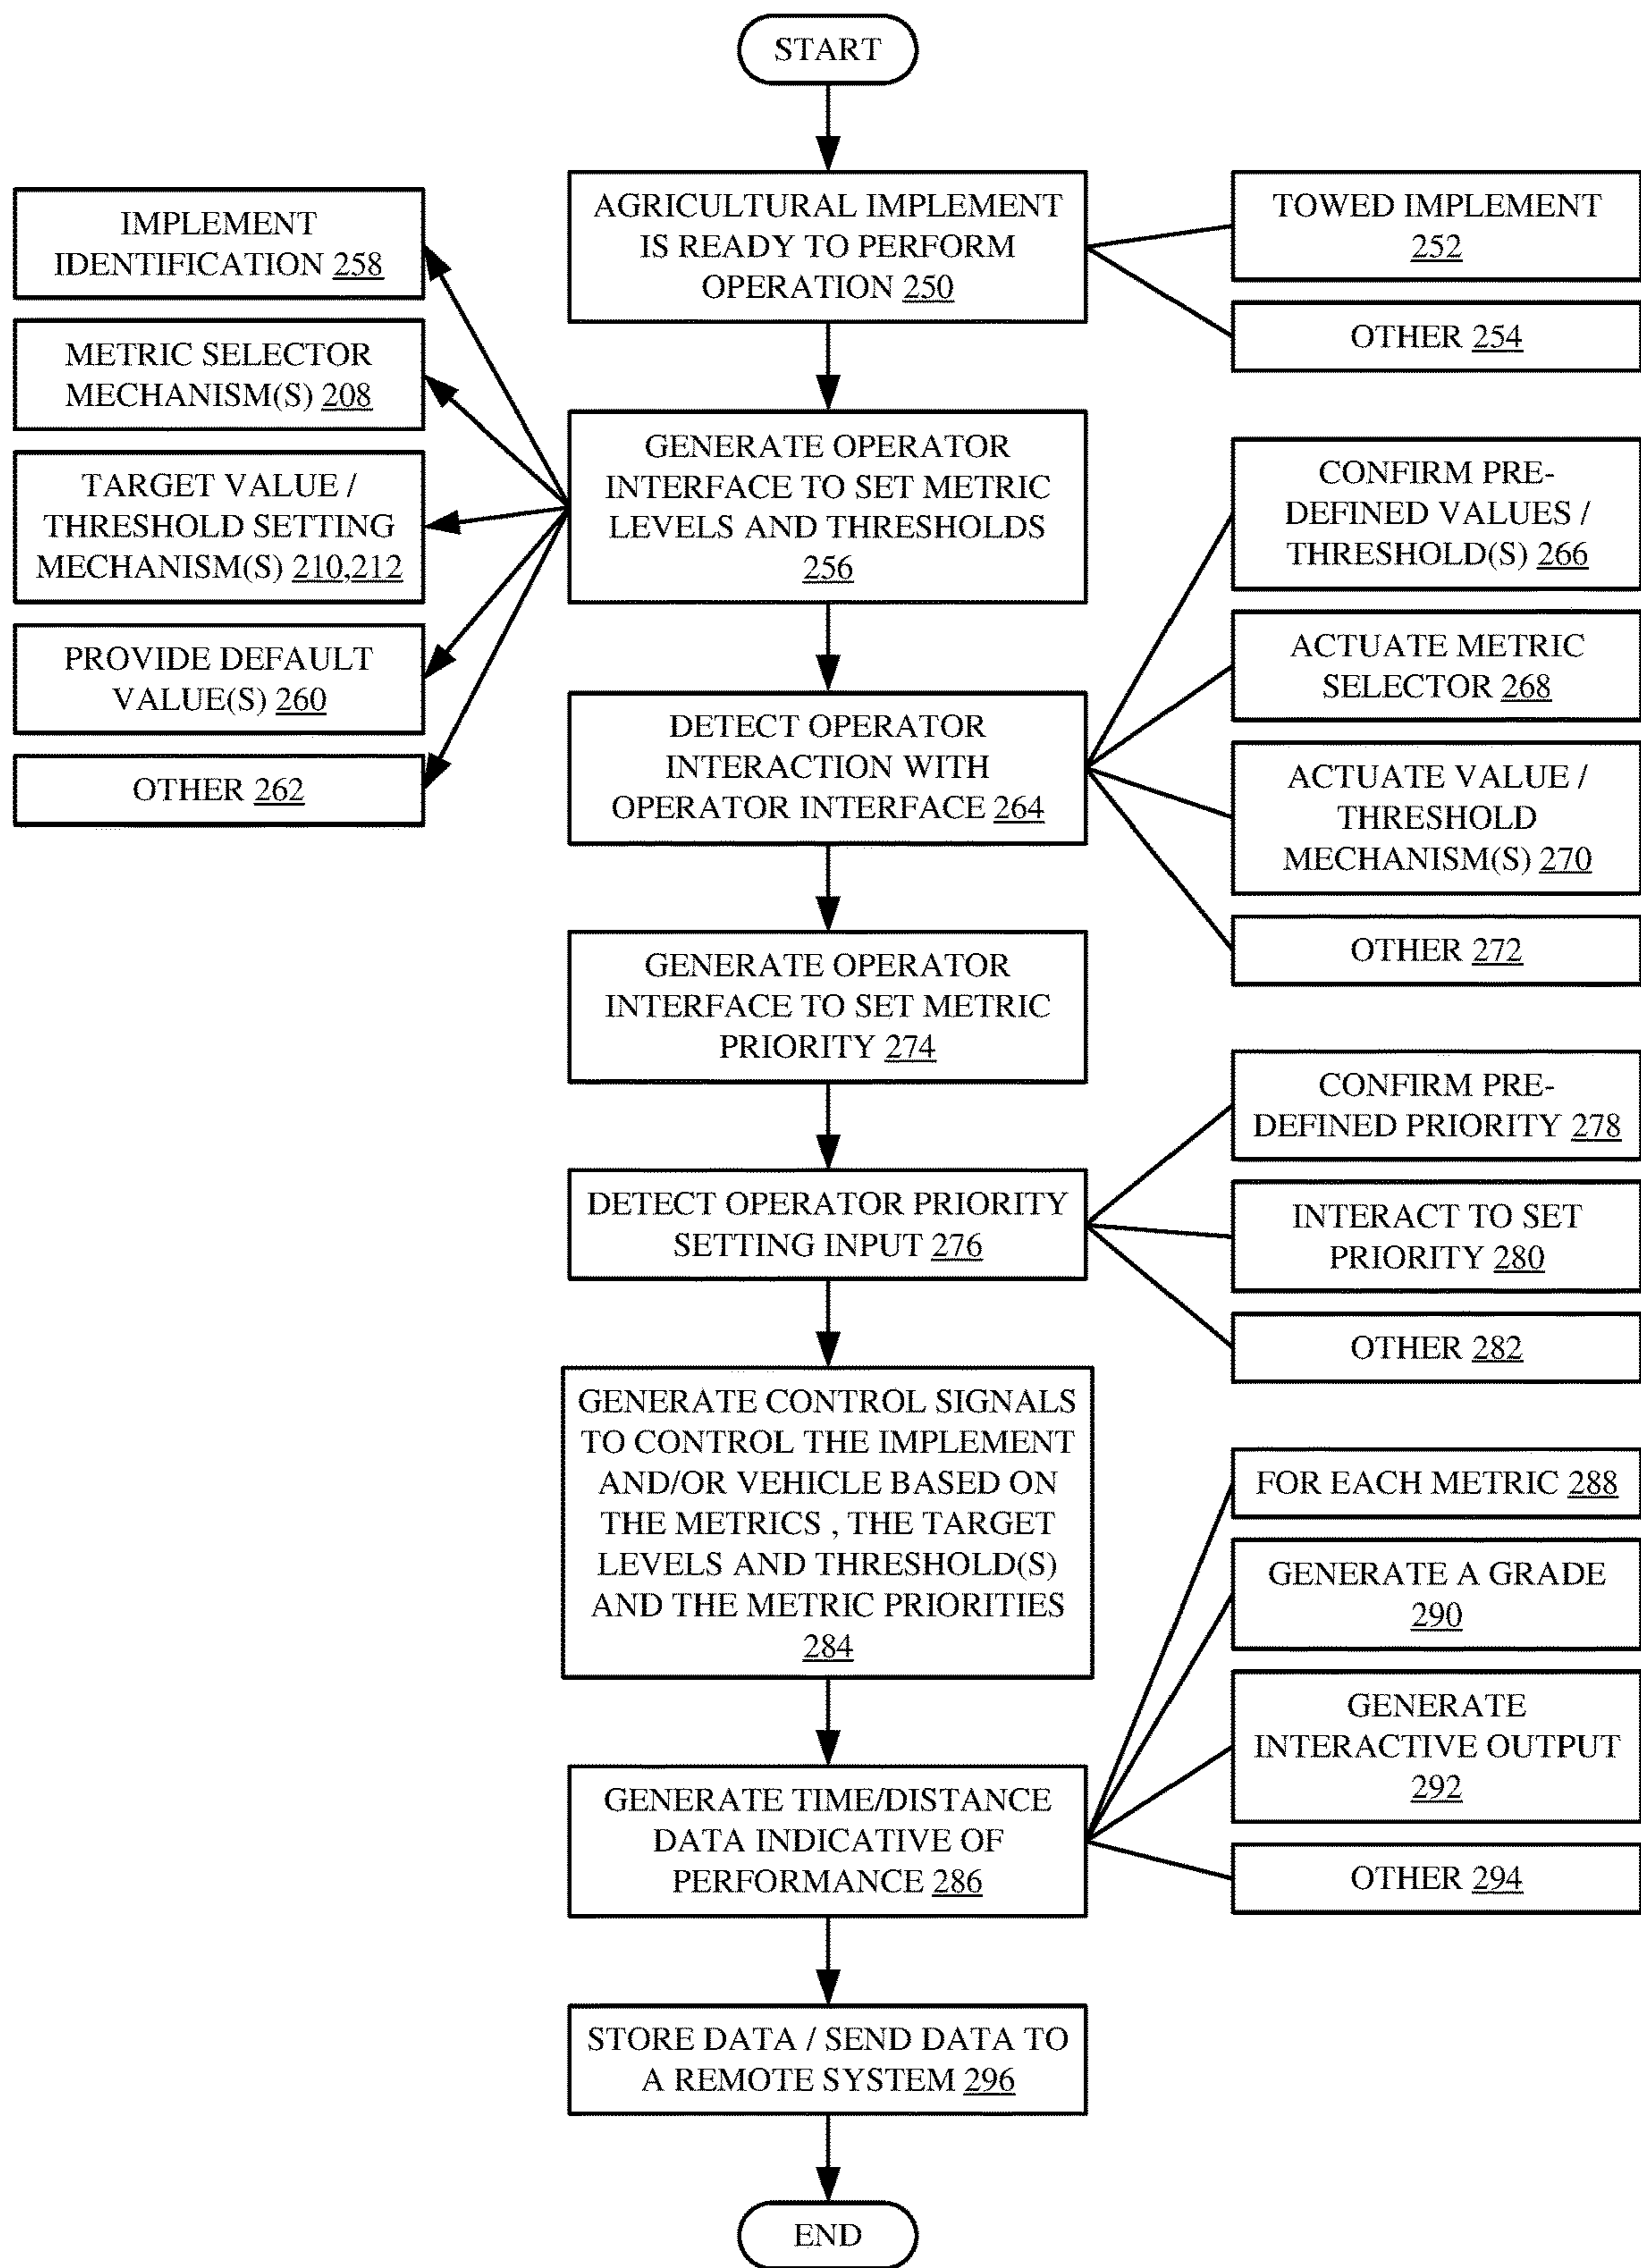 START
AGRICULTURAL IMPLEMENT
IS READY TO PERFORM
OPERATION 250
TOWED IMPLEMENT
252
OTHER 254
IMPLEMENT
IDENTIFICATION 258
METRIC SELECTOR
MECHANISM(S) 208
TARGET VALUE /
THRESHOLD SETTING
MECHANISM(S) 210,212
PROVIDE DEFAULT
VALUE(S) 260
OTHER 262
GENERATE OPERATOR
INTERFACE TO SET METRIC
LEVELS AND THRESHOLDS
256
DETECT OPERATOR
INTERACTION WITH
OPERATOR INTERFACE 264
CONFIRM PRE-
DEFINED VALUES /
THRESHOLD(S) 266
ACTUATE METRIC
SELECTOR 268
ACTUATE VALUE /
THRESHOLD
MECHANISM(S) 270
OTHER 272
GENERATE OPERATOR
INTERFACE TO SET METRIC
PRIORITY 274
DETECT OPERATOR PRIORITY
SETTING INPUT 276
CONFIRM PRE-
DEFINED PRIORITY 278
INTERACT TO SET
PRIORITY 280
OTHER 282
GENERATE CONTROL SIGNALS
TO CONTROL THE IMPLEMENT
AND/OR VEHICLE BASED ON
THE METRICS , THE TARGET
LEVELS AND THRESHOLD(S)
AND THE METRIC PRIORITIES
284
GENERATE TIME/DISTANCE
DATA INDICATIVE OF
PERFORMANCE 286
FOR EACH METRIC 288
GENERATE A GRADE
290
GENERATE
INTERACTIVE OUTPUT
292
OTHER 294
STORE DATA / SEND DATA TO
A REMOTE SYSTEM 296
END